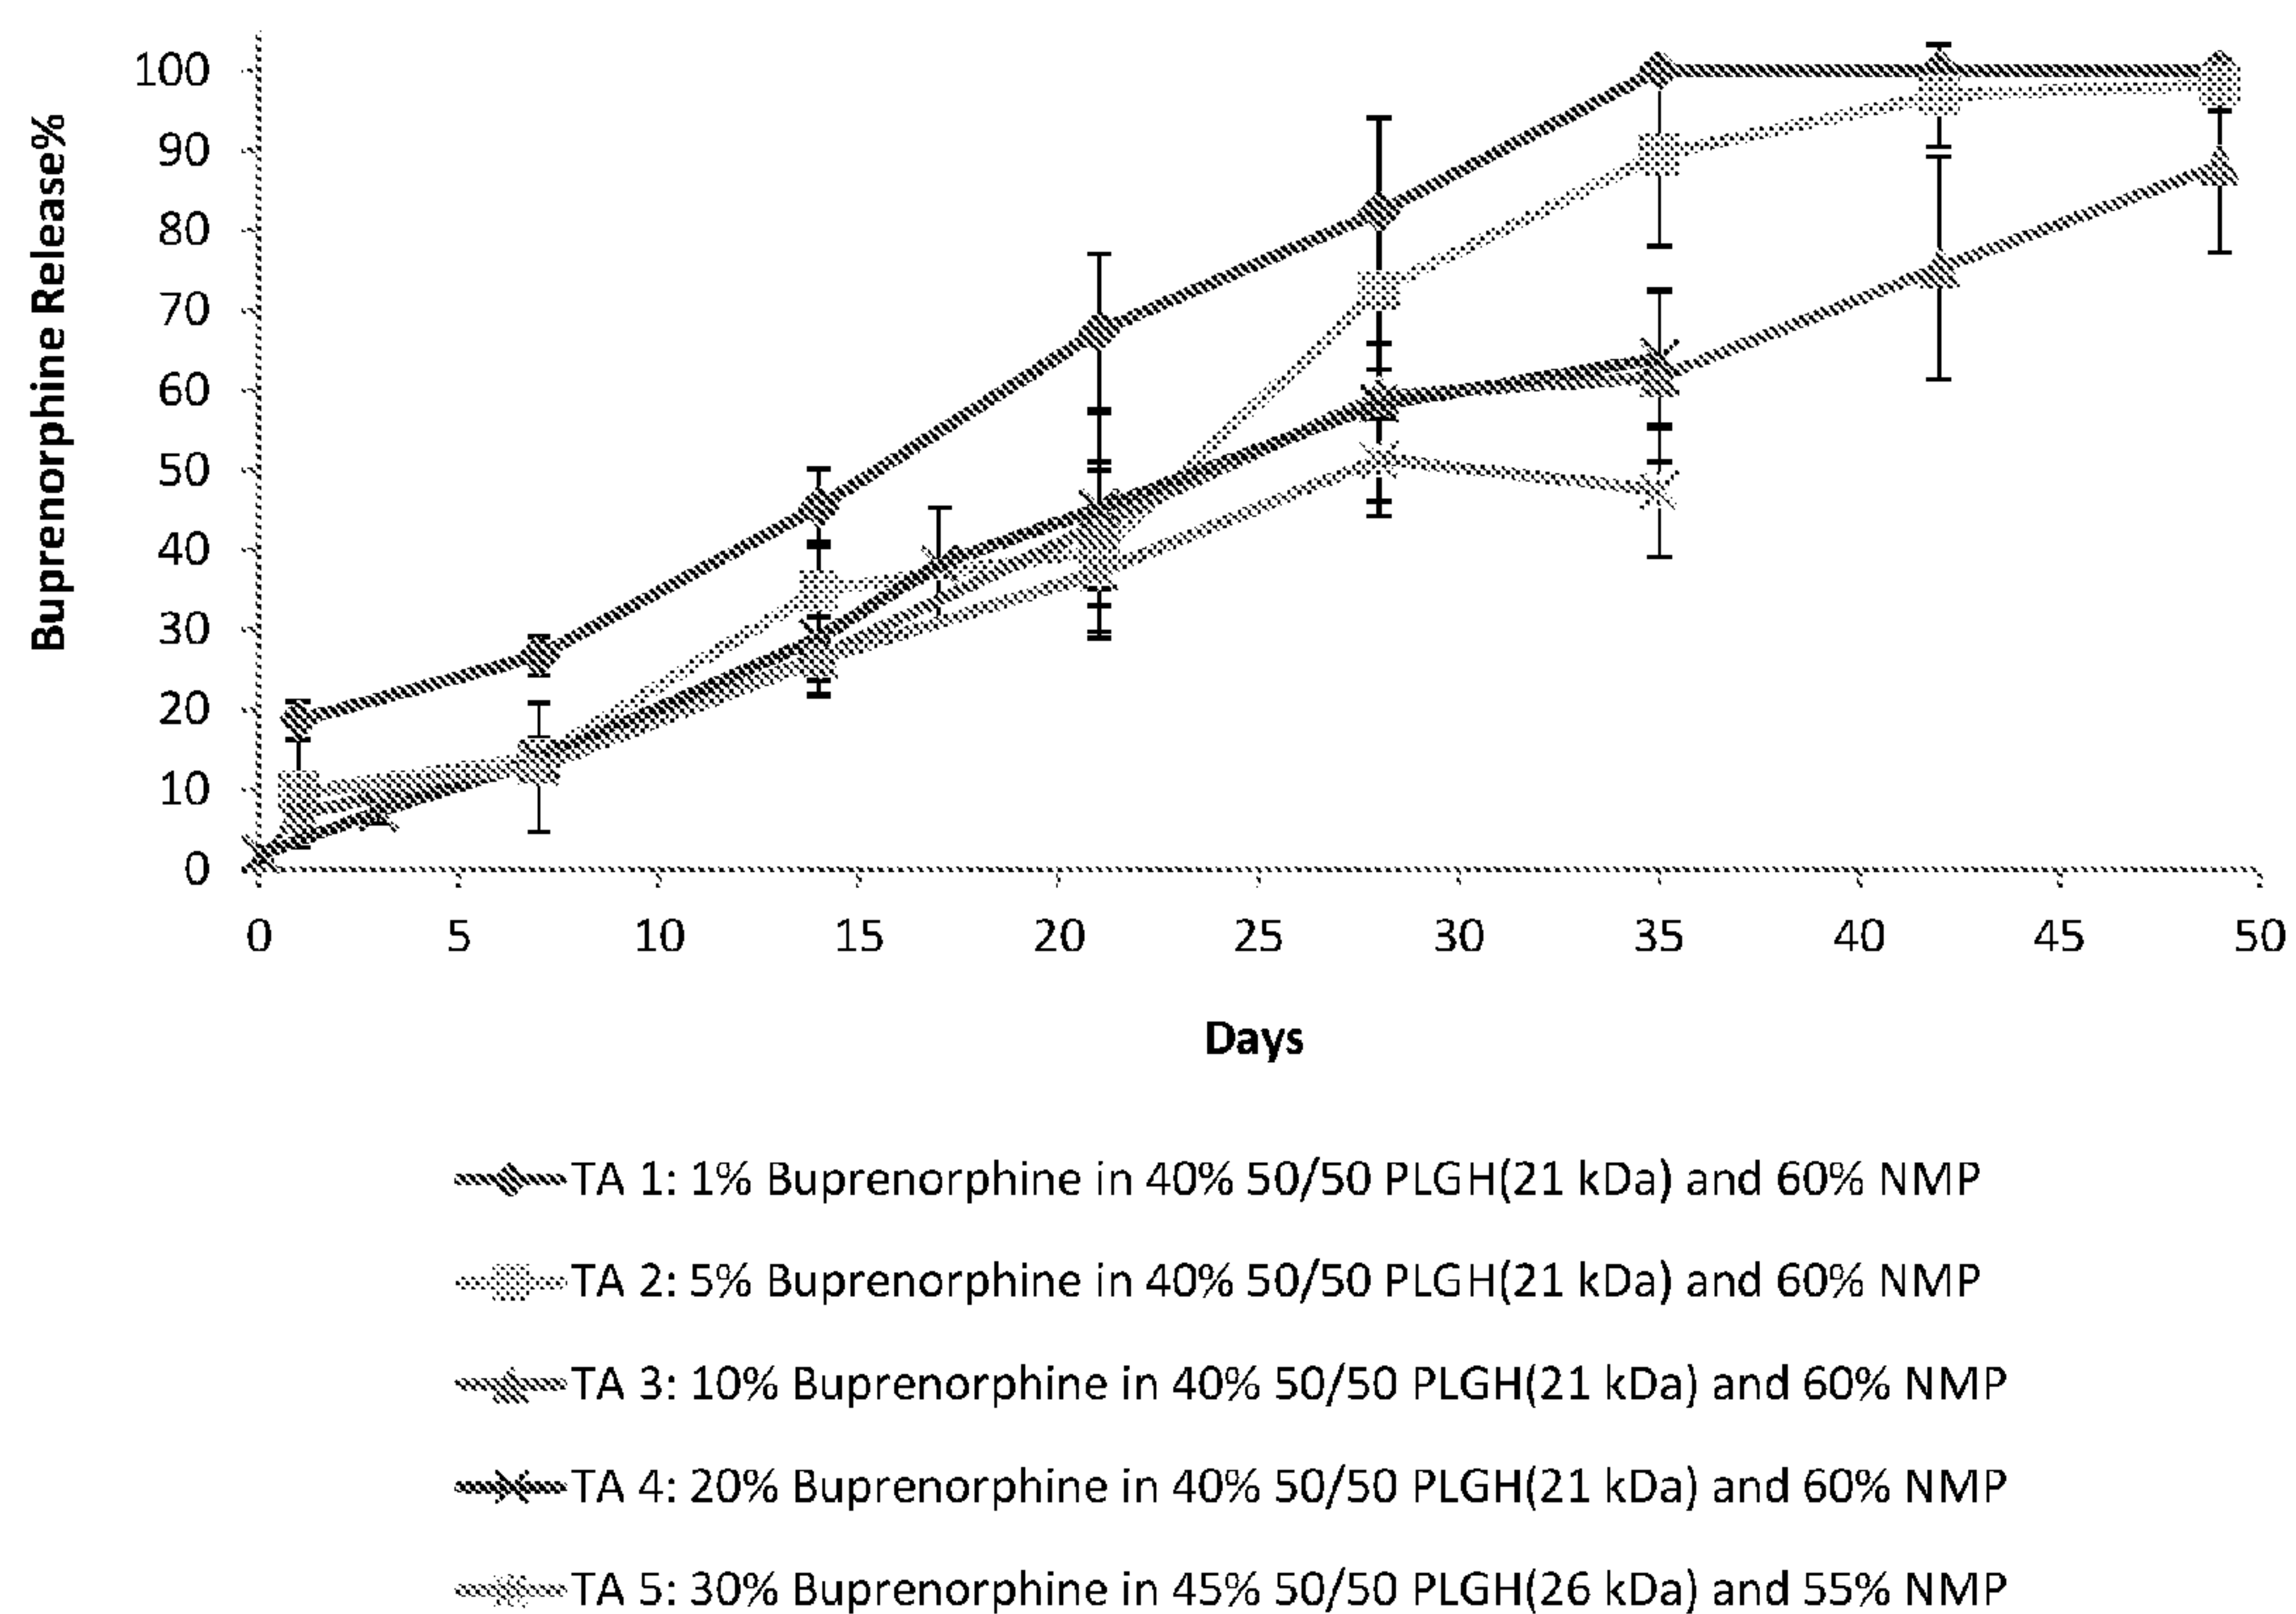 Buprenorphine Release%
100
90
80
70
60
50
40
30
20
10
0
0 5 10 15 20 25 30 35 40 45 50
Days
TA 1: 1% Buprenorphine in 40% 50/50 PLGH(21 kDa) and 60% NMP
TA 2: 5% Buprenorphine in 40% 50/50 PLGH(21 kDa) and 60% NMP
TA 3: 10% Buprenorphine in 40% 50/50 PLGH(21 kDa) and 60% NMP
TA 4: 20% Buprenorphine in 40% 50/50 PLGH(21 kDa) and 60% NMP
TA 5: 30% Buprenorphine in 45% 50/50 PLGH(26 kDa) and 55% NMP